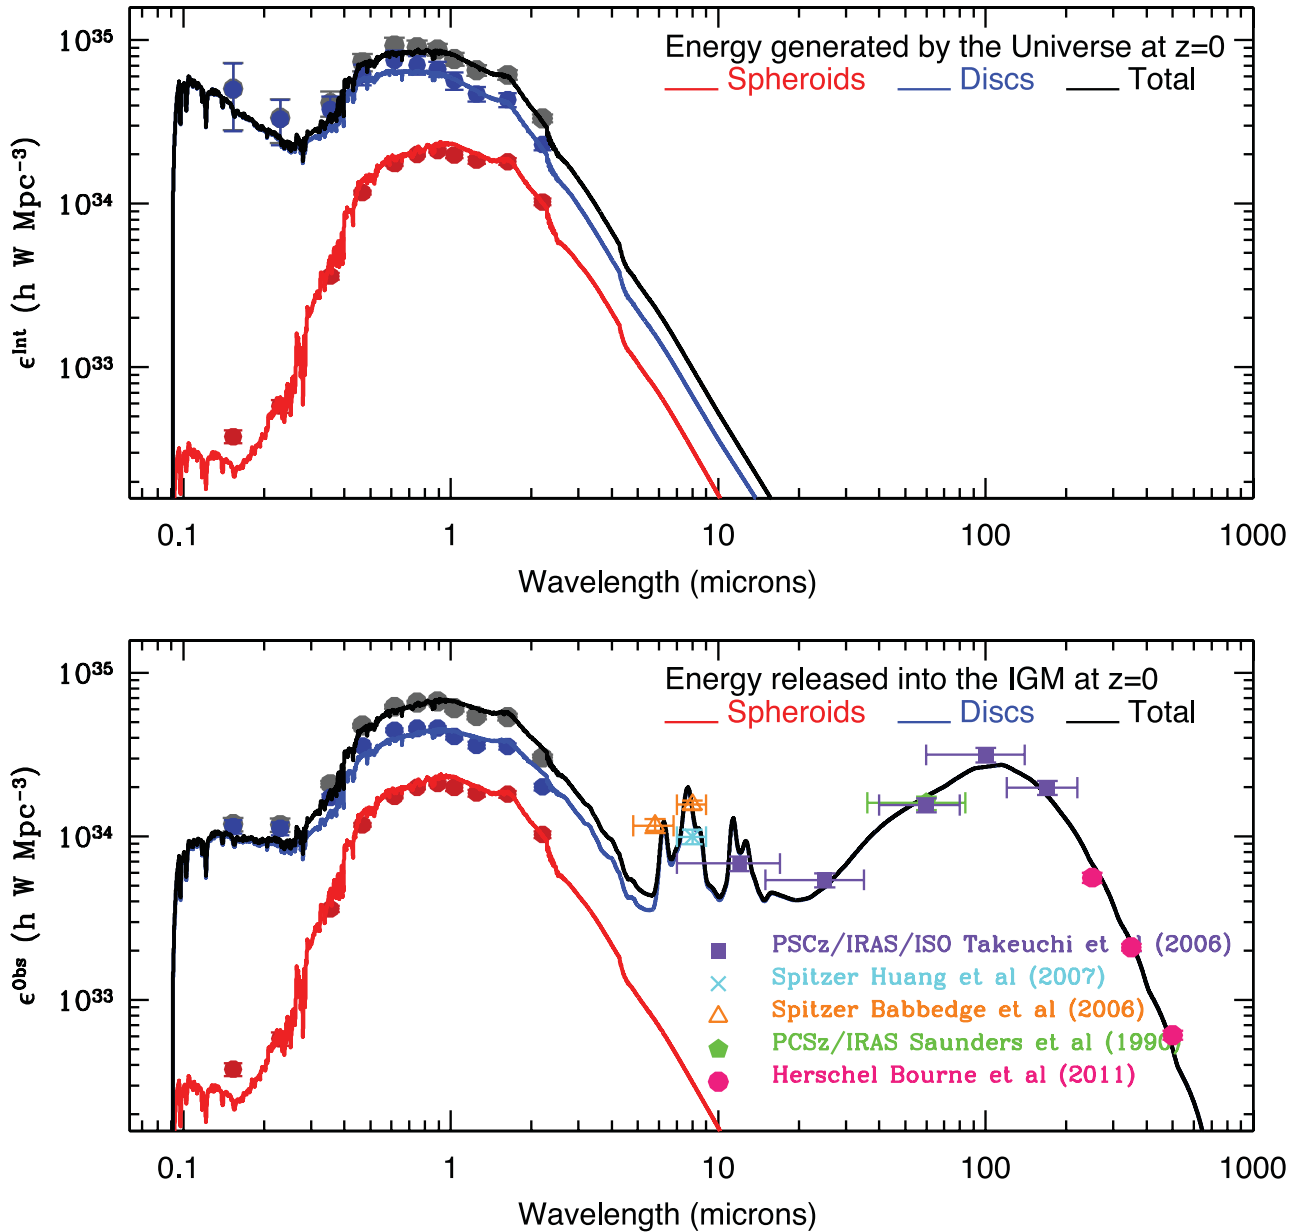 Energy generated by the Universe at z=0
Spheroids Discs Total
10³⁵
10³⁴
10³³
ϵᴵⁿᵗ (h W Mpc⁻³)
0.1 1 10 100 1000
Wavelength (microns)
Energy released into the IGM at z=0
Spheroids Discs Total
10³⁵
10³⁴
10³³
ϵᴼᵇˢ (h W Mpc⁻³)
PSCz/IRAS/ISO Takeuchi et al (2006)
Spitzer Huang et al (2007)
Spitzer Babbedge et al (2006)
PCSz/IRAS Saunders et al (1990)
Herschel Bourne et al (2011)
0.1 1 10 100 1000
Wavelength (microns)